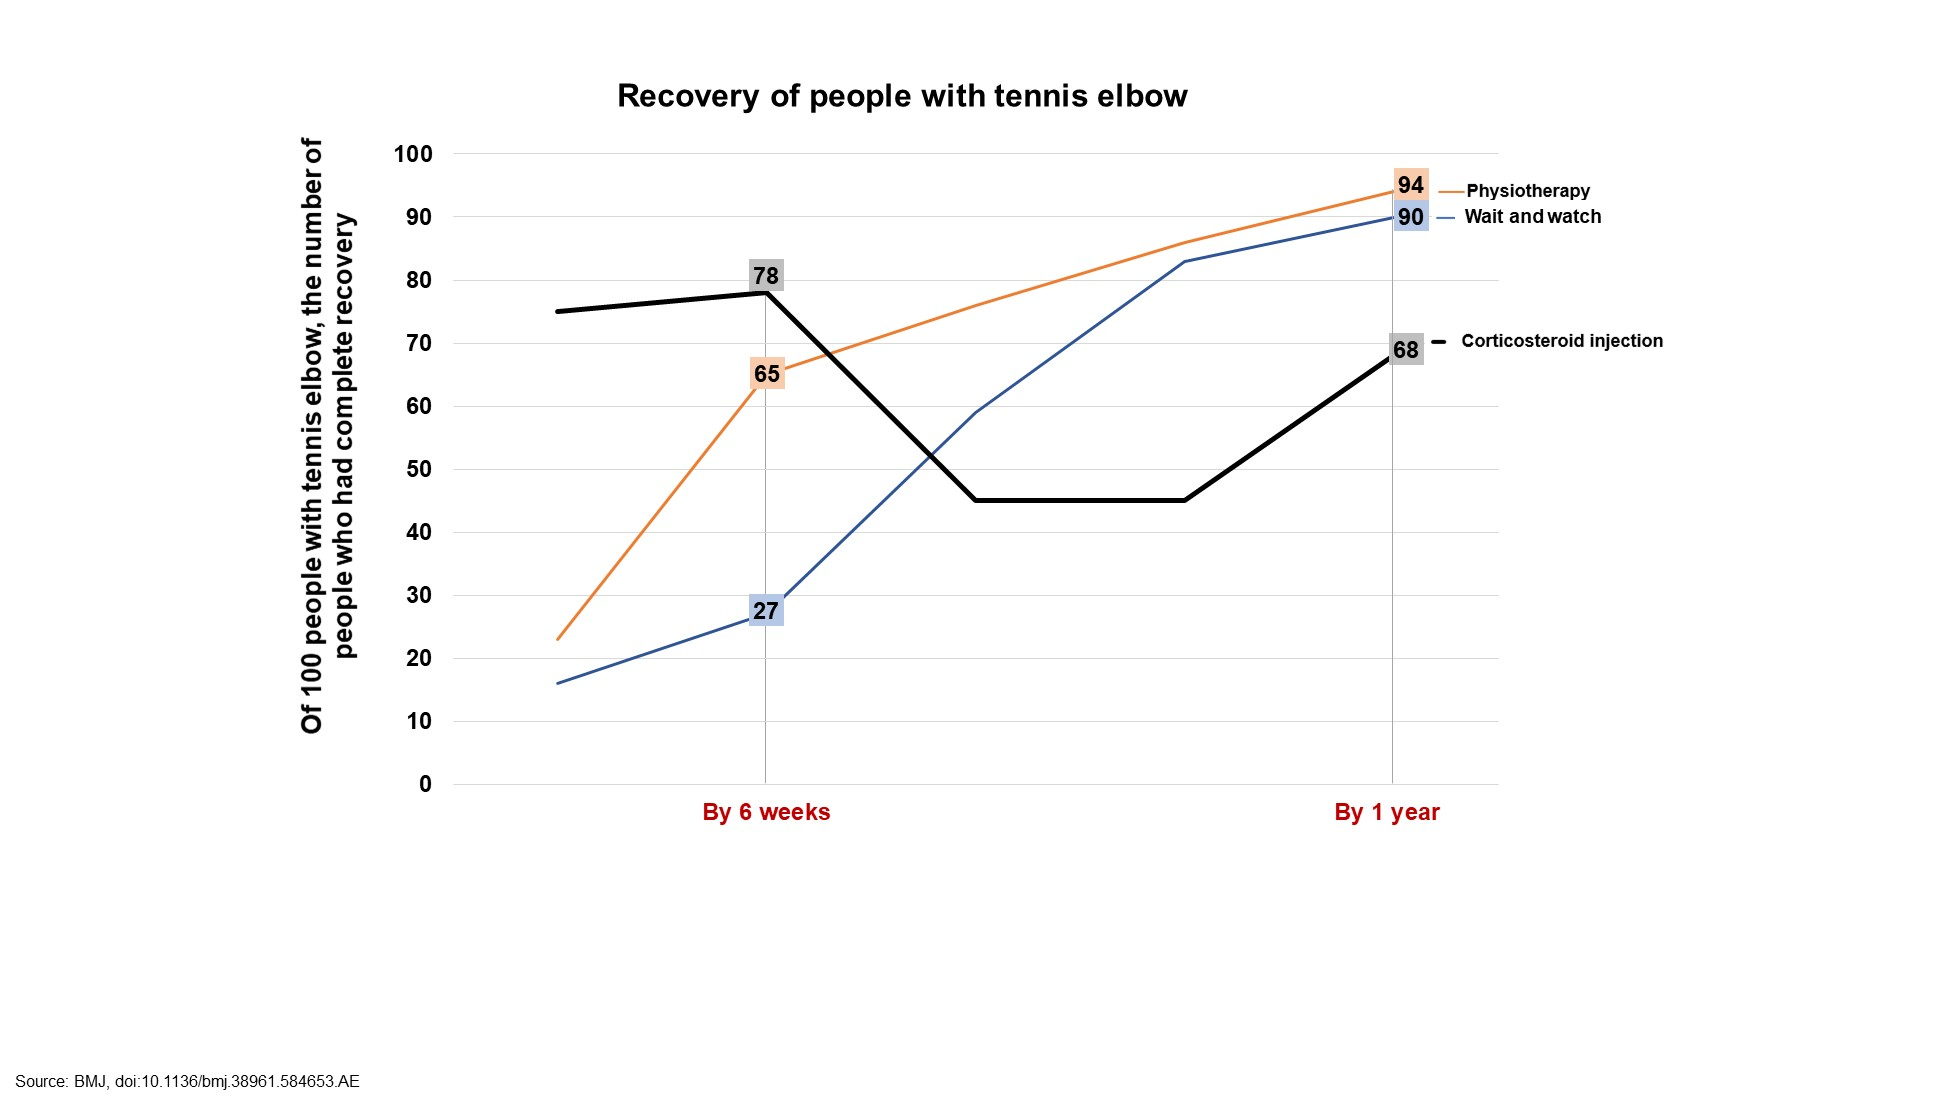 Recovery of people with tennis elbow
Of 100 people with tennis elbow, the number of
people who had complete recovery
100
90
80
70
60
50
40
30
20
10
0
78
65
27
94
90
68
Physiotherapy
Wait and watch
Corticosteroid injection
By 6 weeks
By 1 year
Source: BMJ, doi:10.1136/bmj.38961.584653.AE